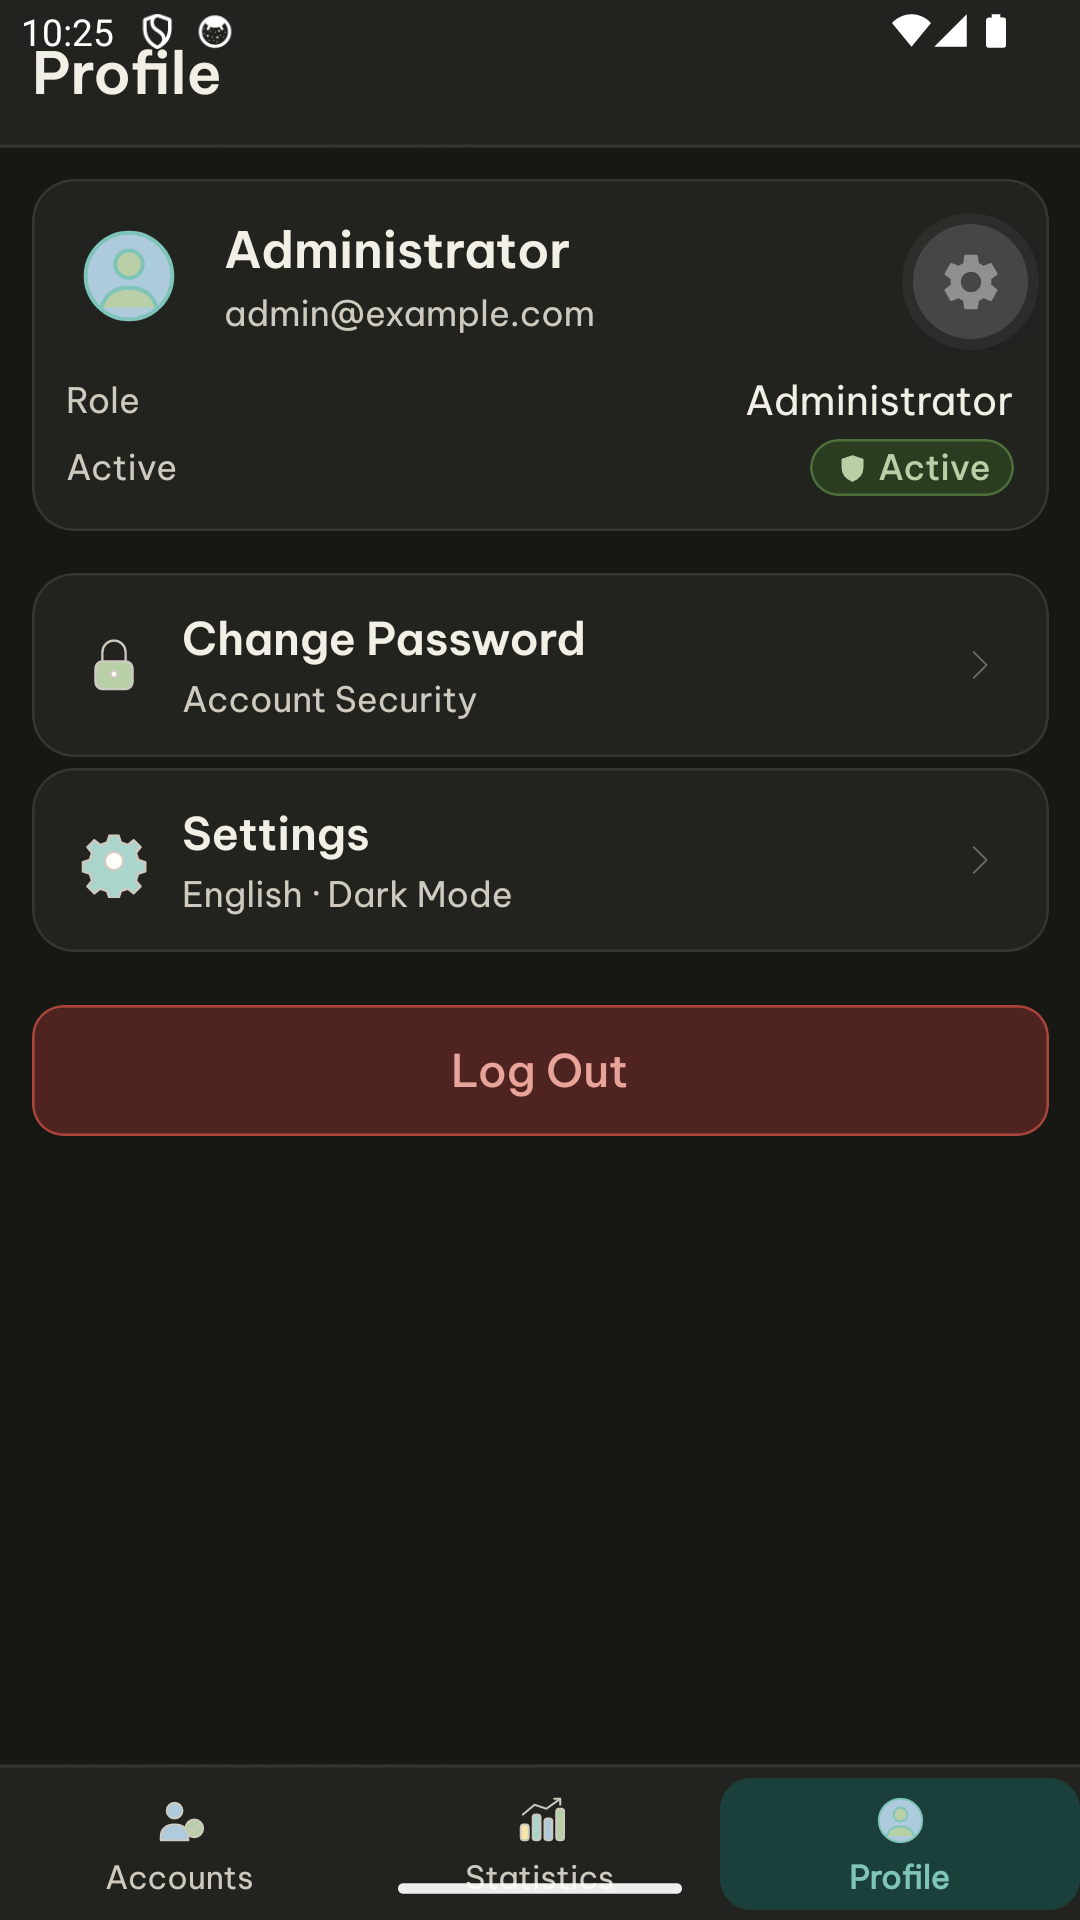 10:25
Profile
Administrator
admin@example.com
Role
Administrator
Active
Active
Change Password
Account Security
Settings
English · Dark Mode
Log Out
Accounts
Statistics
Profile